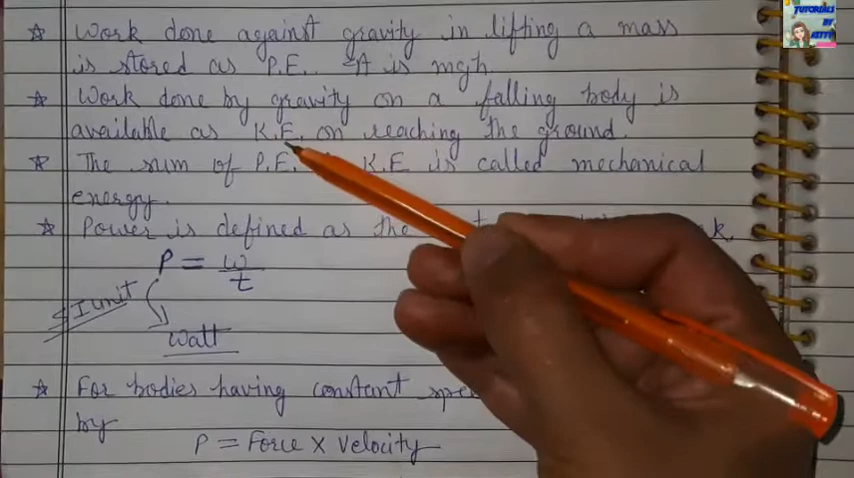 TUTORIALS
BY
☆ Work done against gravity in lifting a mass
is stored as P.E. It is mgh.
☆ Work done by gravity on a falling body is
available as K.E. on reaching the ground.
☆ The sum of P.E. K.E is called mechanical
energy.
☆ Power is defined as the
P = w/t
SI unit
Watt
☆ For bodies having constant
by
P = Force × Velocity